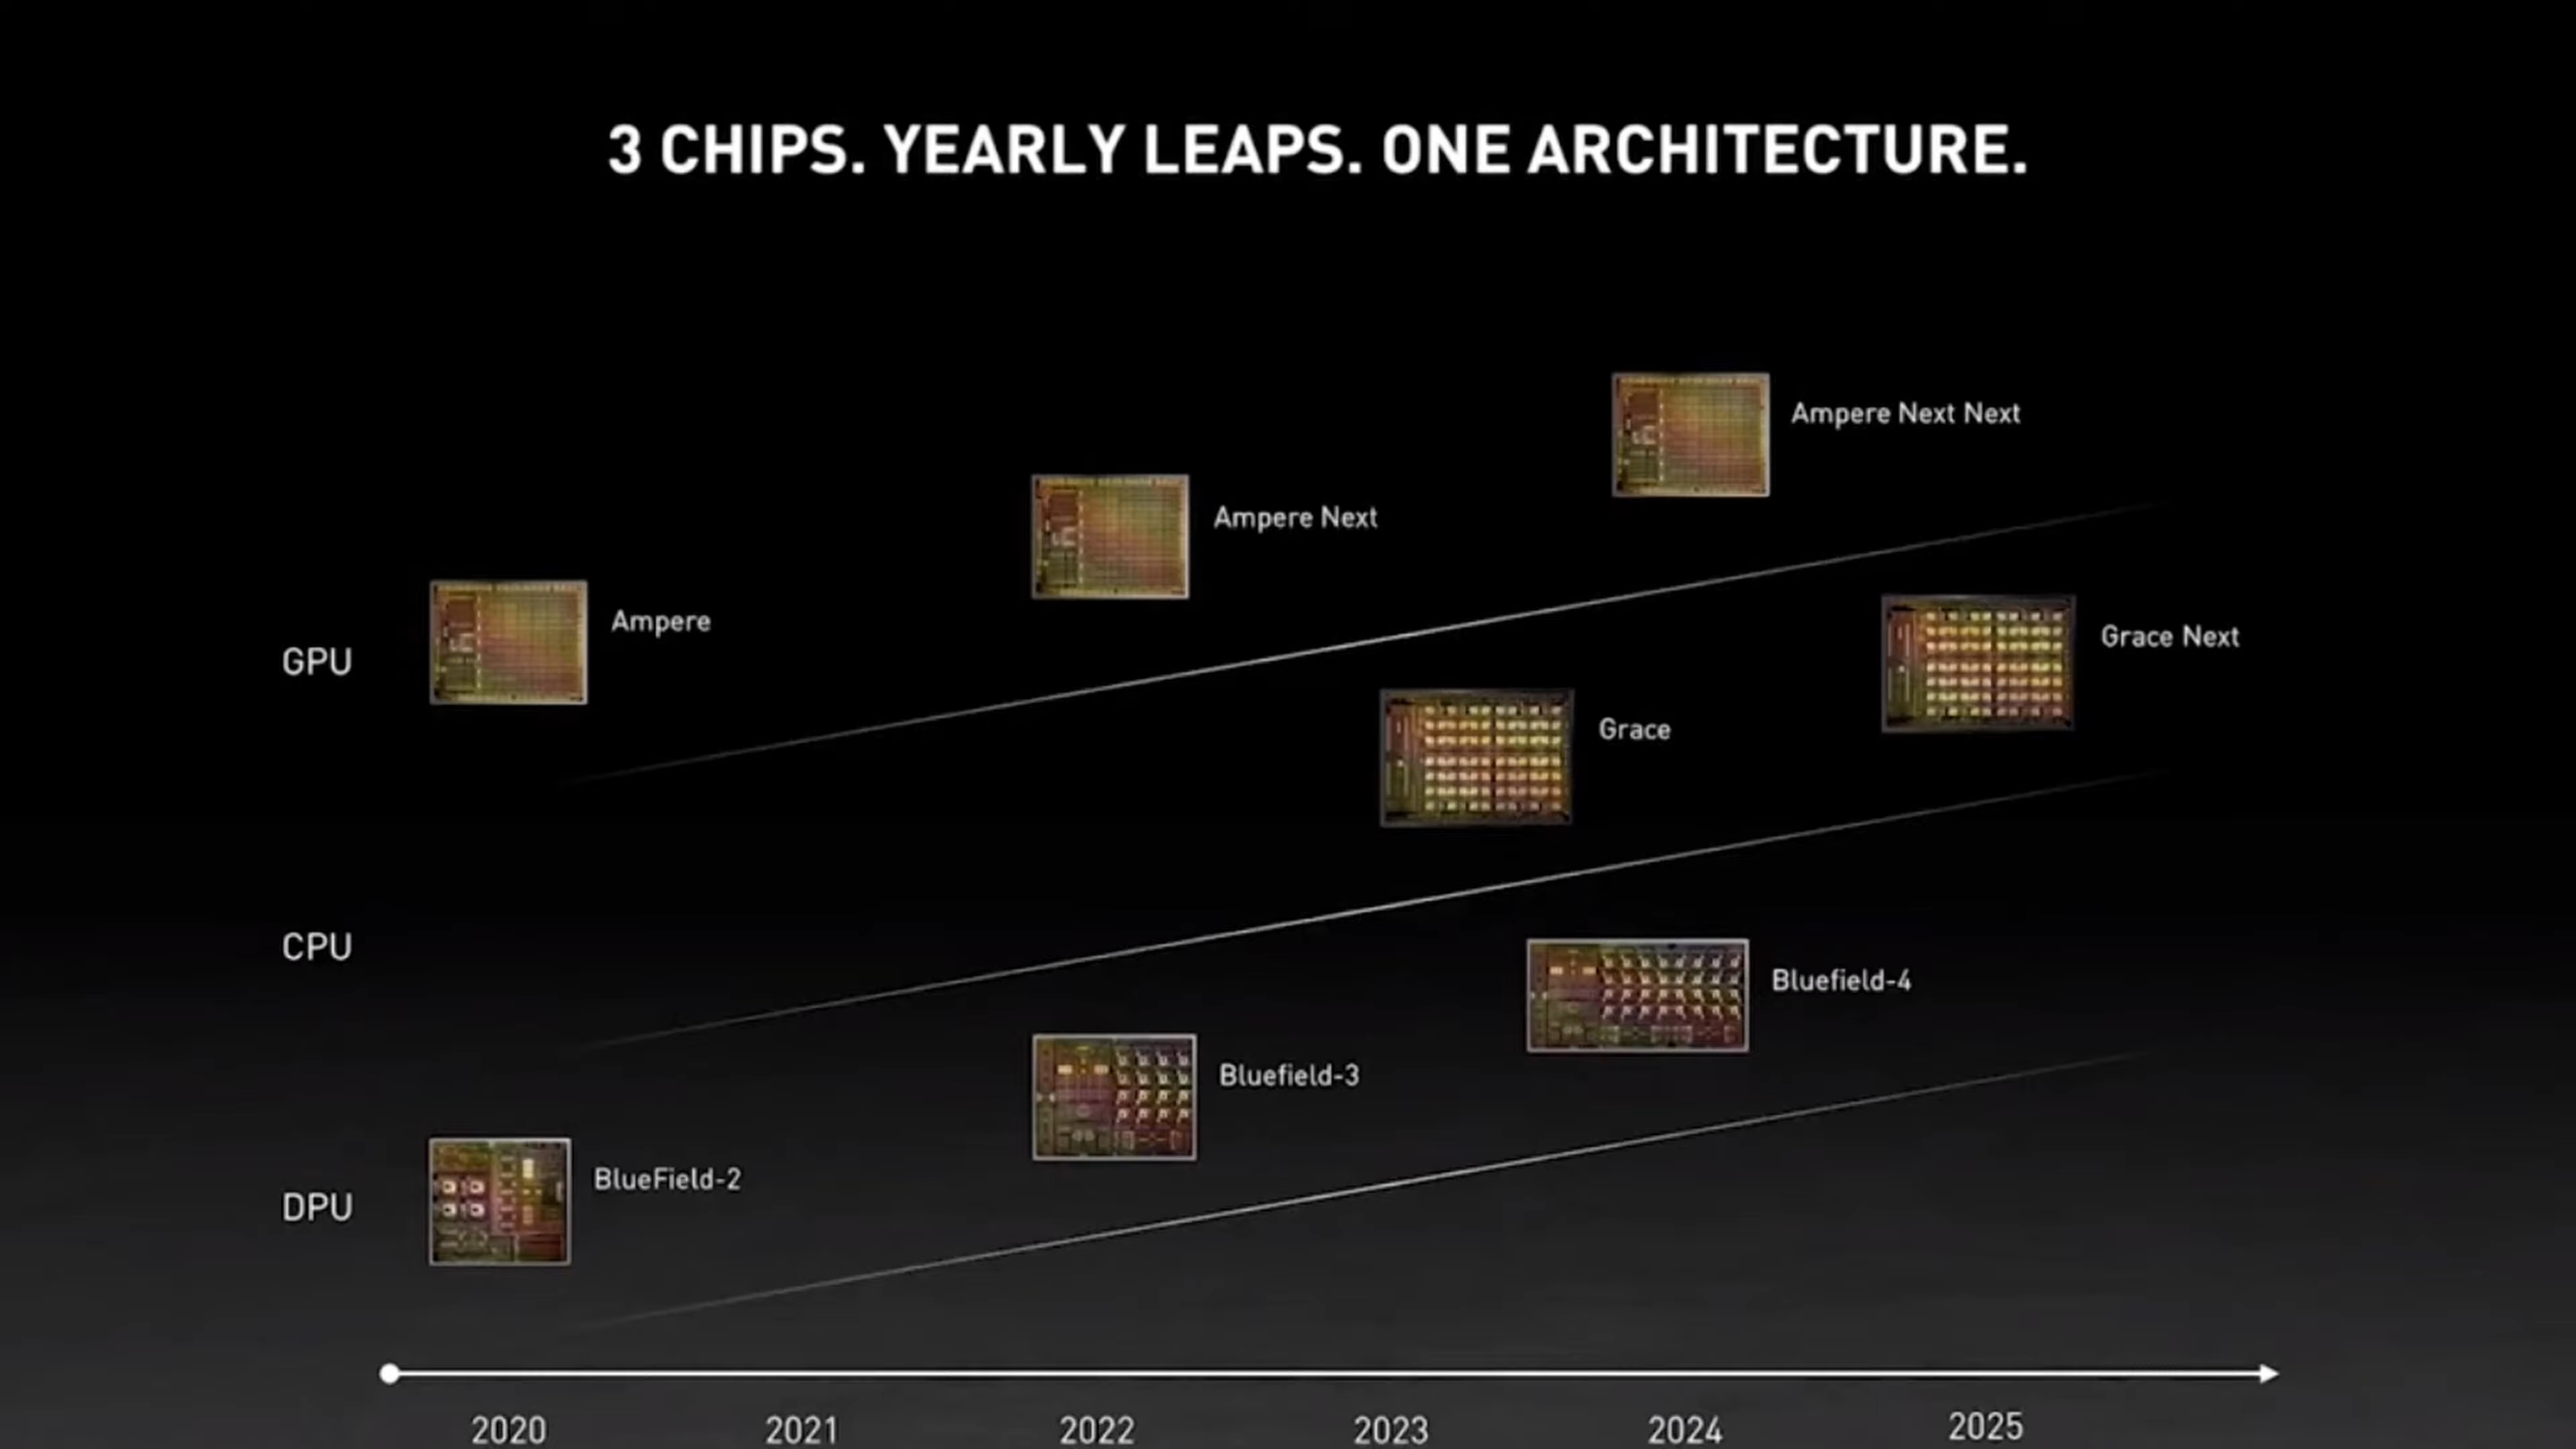 3 CHIPS. YEARLY LEAPS. ONE ARCHITECTURE.
Ampere Next Next
Ampere Next
Ampere
GPU
Grace Next
Grace
CPU
Bluefield-4
Bluefield-3
BlueField-2
DPU
2020 2021 2022 2023 2024 2025